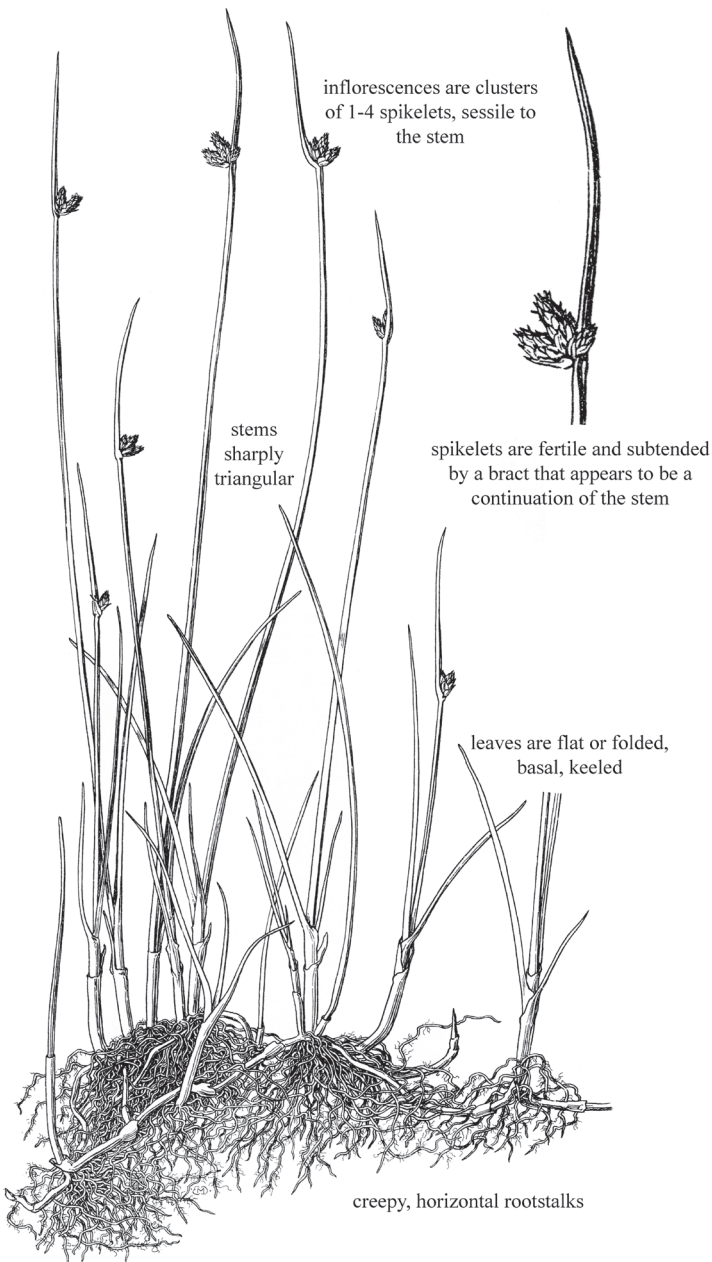 inflorescences are clusters
of 1-4 spikelets, sessile to
the stem
stems
sharply
triangular
spikelets are fertile and subtended
by a bract that appears to be a
continuation of the stem
leaves are flat or folded,
basal, keeled
creepy, horizontal rootstalks